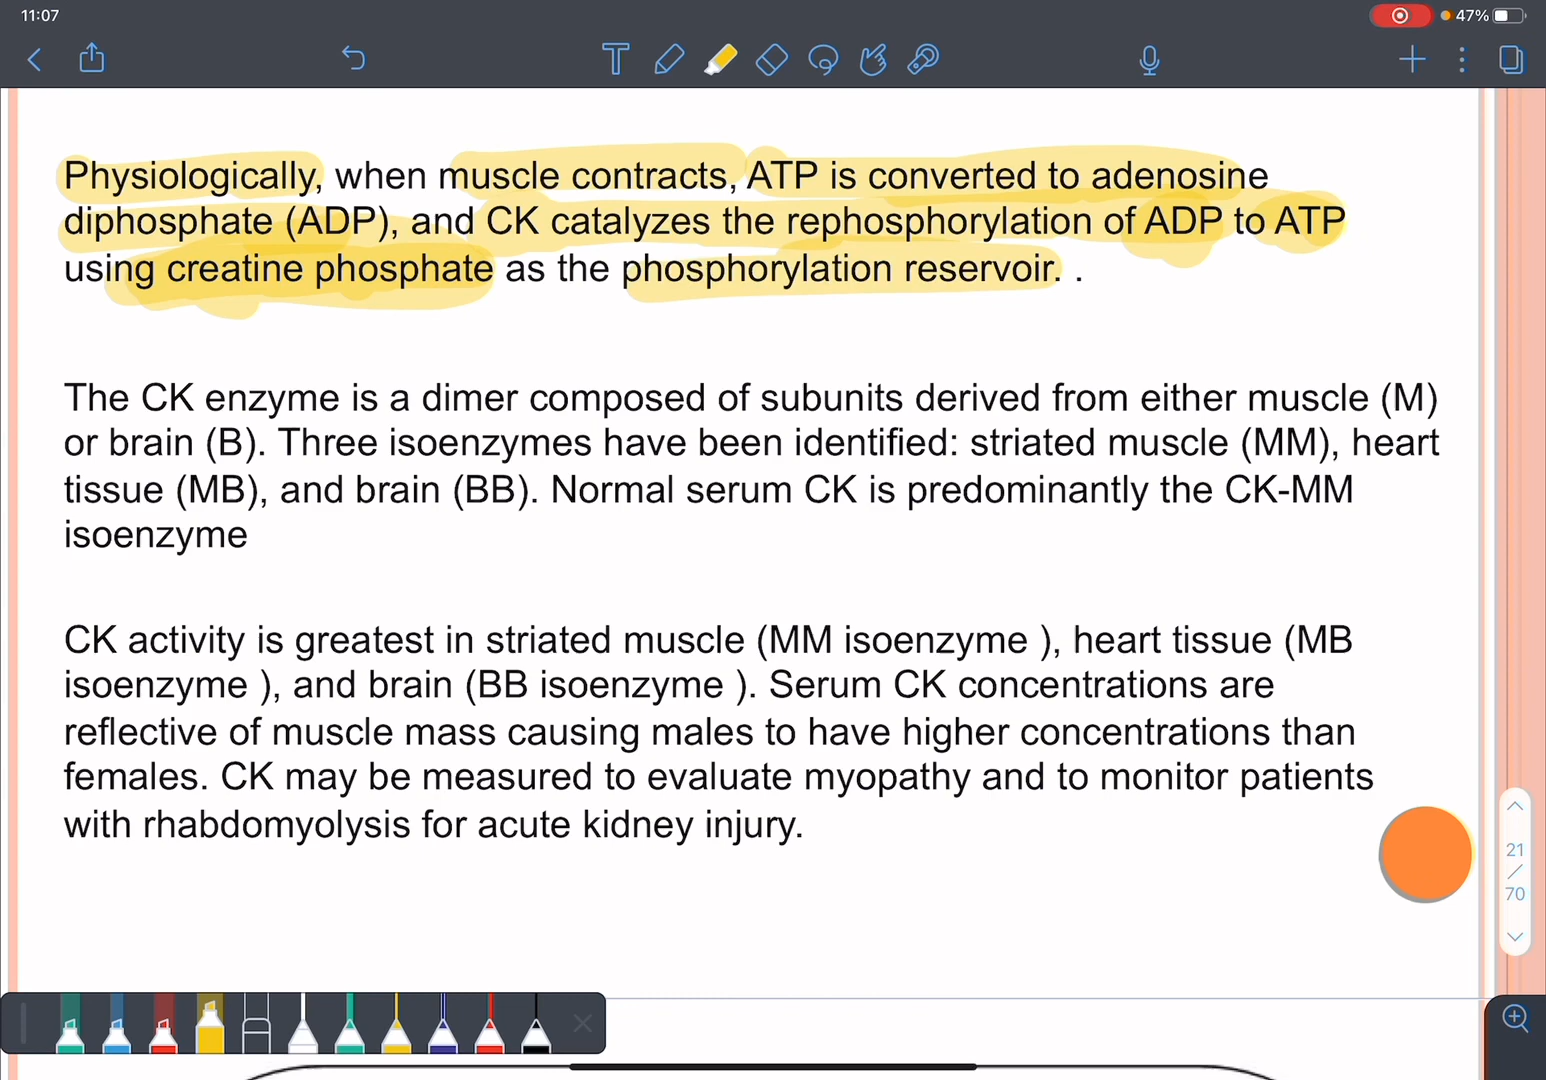 11:07
47%
Physiologically, when muscle contracts, ATP is converted to adenosine
diphosphate (ADP), and CK catalyzes the rephosphorylation of ADP to ATP
using creatine phosphate as the phosphorylation reservoir. .
The CK enzyme is a dimer composed of subunits derived from either muscle (M)
or brain (B). Three isoenzymes have been identified: striated muscle (MM), heart
tissue (MB), and brain (BB). Normal serum CK is predominantly the CK-MM
isoenzyme
CK activity is greatest in striated muscle (MM isoenzyme ), heart tissue (MB
isoenzyme ), and brain (BB isoenzyme ). Serum CK concentrations are
reflective of muscle mass causing males to have higher concentrations than
females. CK may be measured to evaluate myopathy and to monitor patients
with rhabdomyolysis for acute kidney injury.
21
/
70